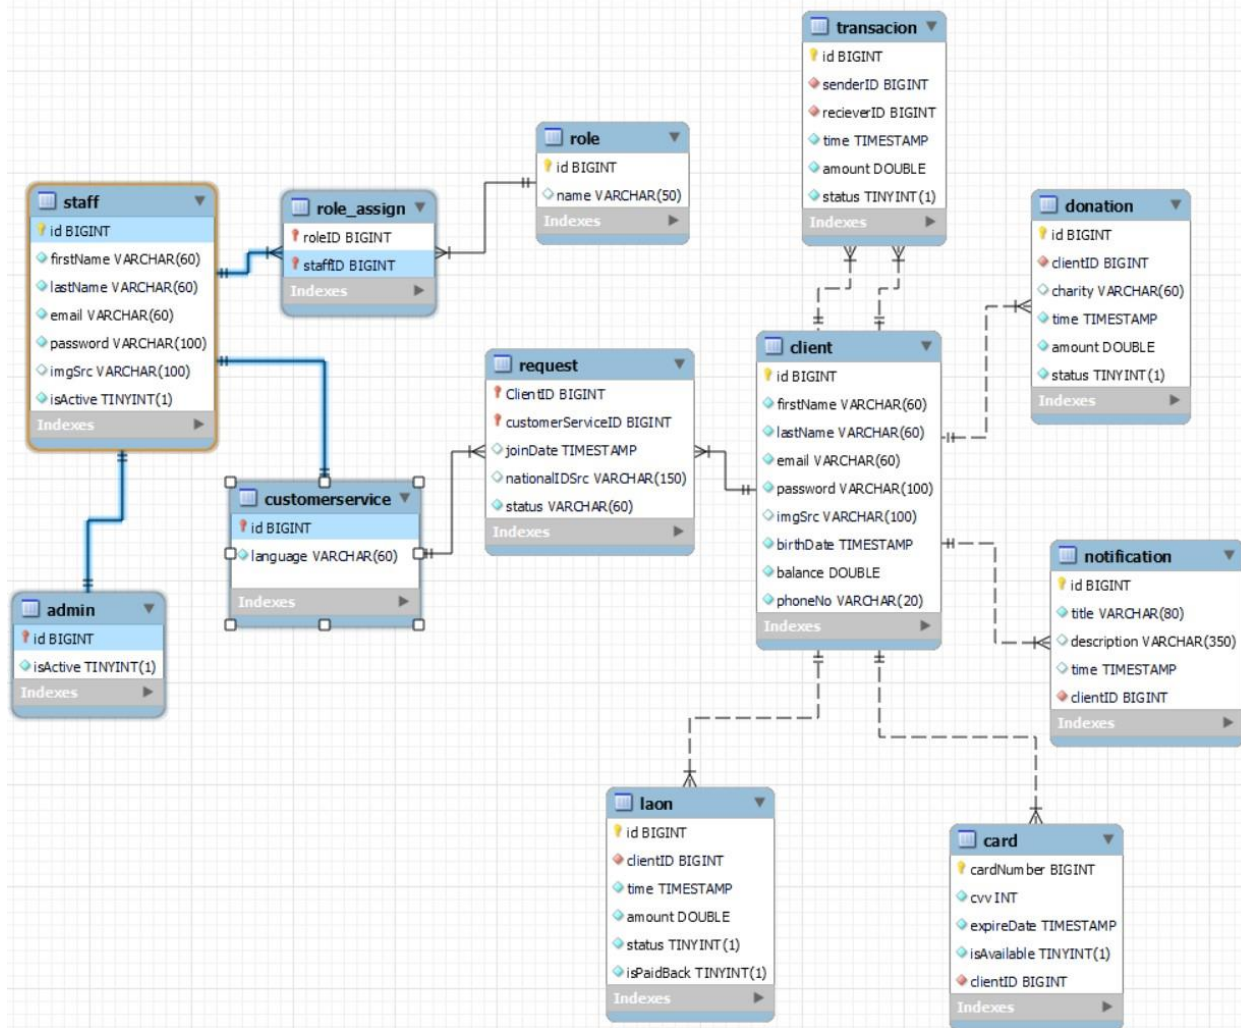 transacion
id BIGINT
senderID BIGINT
recieverID BIGINT
time TIMESTAMP
amount DOUBLE
status TINYINT(1)
Indexes
role
id BIGINT
name VARCHAR(50)
Indexes
staff
id BIGINT
firstName VARCHAR(60)
lastName VARCHAR(60)
email VARCHAR(60)
password VARCHAR(100)
imgSrc VARCHAR(100)
isActive TINYINT(1)
Indexes
role_assign
roleID BIGINT
staffID BIGINT
Indexes
donation
id BIGINT
clientID BIGINT
charity VARCHAR(60)
time TIMESTAMP
amount DOUBLE
status TINYINT(1)
Indexes
request
ClientID BIGINT
customerServiceID BIGINT
joinDate TIMESTAMP
nationalIDSrc VARCHAR(150)
status VARCHAR(60)
Indexes
client
id BIGINT
firstName VARCHAR(60)
lastName VARCHAR(60)
email VARCHAR(60)
password VARCHAR(100)
imgSrc VARCHAR(100)
birthDate TIMESTAMP
balance DOUBLE
phoneNo VARCHAR(20)
Indexes
customerservice
id BIGINT
language VARCHAR(60)
Indexes
notification
id BIGINT
title VARCHAR(80)
description VARCHAR(350)
time TIMESTAMP
clientID BIGINT
Indexes
admin
id BIGINT
isActive TINYINT(1)
Indexes
laon
id BIGINT
clientID BIGINT
time TIMESTAMP
amount DOUBLE
status TINYINT(1)
isPaidBack TINYINT(1)
Indexes
card
cardNumber BIGINT
cvv INT
expireDate TIMESTAMP
isAvailable TINYINT(1)
clientID BIGINT
Indexes